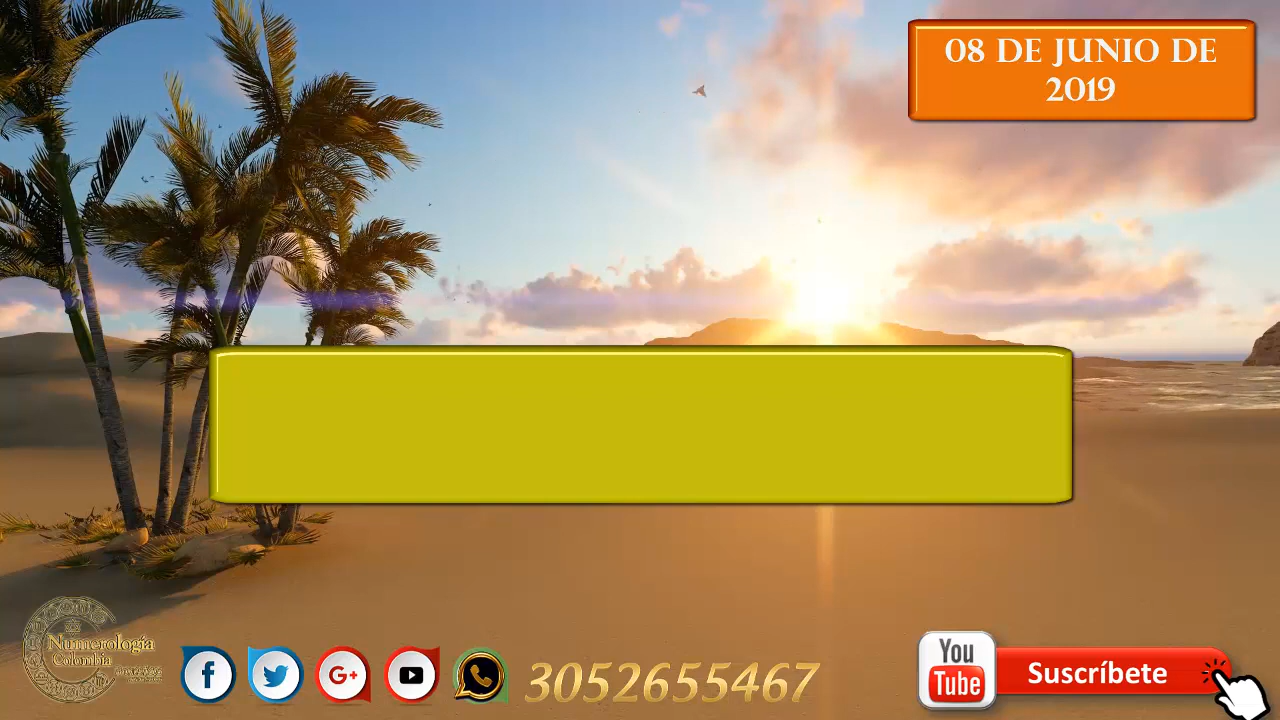 08 DE JUNIO DE
2019
Numerología
Colombia
3052655467
You
Tube
Suscríbete